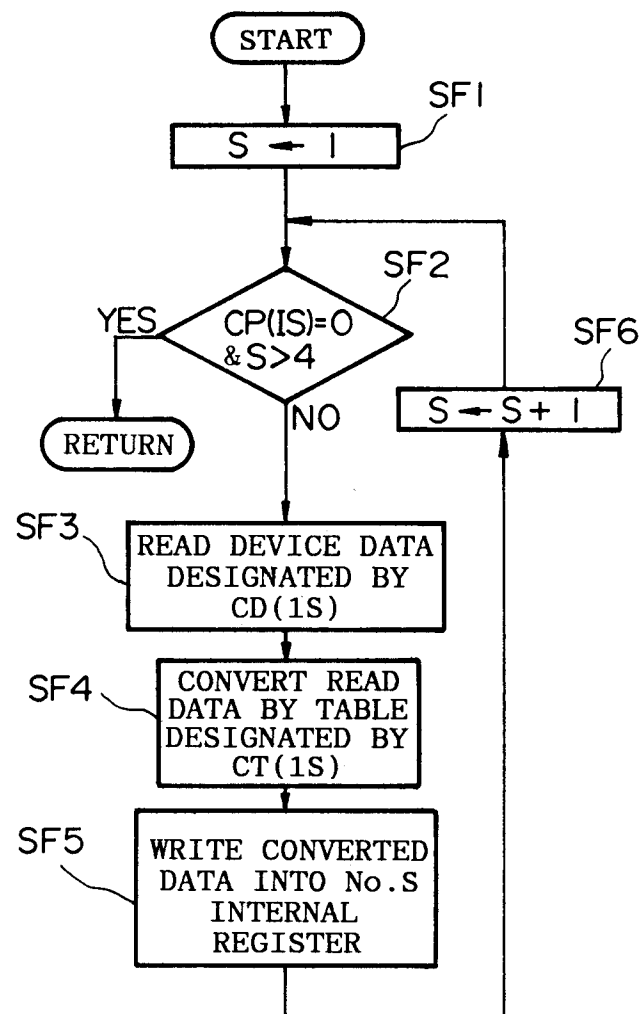 START
SF1
S ← 1
SF2
YES
CP(IS)=0
& S>4
SF6
S ← S + 1
RETURN
NO
SF3
READ DEVICE DATA
DESIGNATED BY
CD(1S)
SF4
CONVERT READ
DATA BY TABLE
DESIGNATED BY
CT(1S)
SF5
WRITE CONVERTED
DATA INTO No.S
INTERNAL
REGISTER